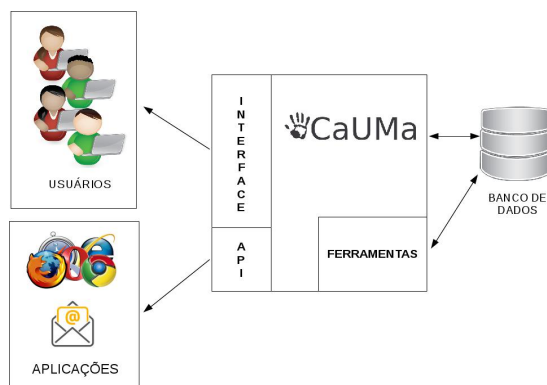 USUÁRIOS
INTERFACE
CaUMa
BANCO DE
DADOS
API
FERRAMENTAS
@
APLICAÇÕES